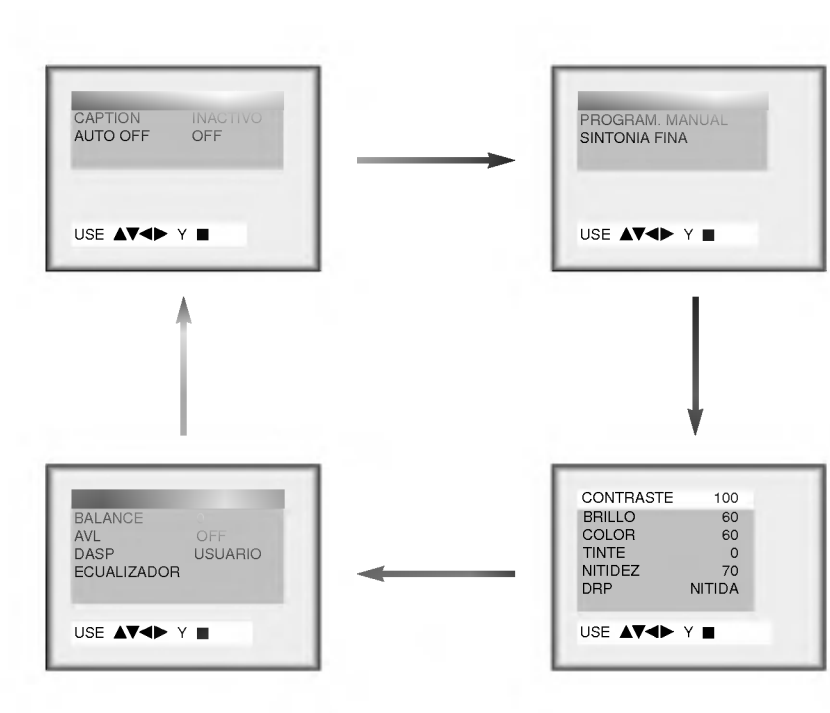 CAPTION INACTIVO
AUTO OFF OFF
USE ▲▼◀▶ Y ■
PROGRAM. MANUAL
SINTONIA FINA
USE ▲▼◀▶ Y ■
BALANCE
AVL OFF
DASP USUARIO
ECUALIZADOR
USE ▲▼◀▶ Y ■
CONTRASTE 100
BRILLO 60
COLOR 60
TINTE 0
NITIDEZ 70
DRP NITIDA
USE ▲▼◀▶ Y ■